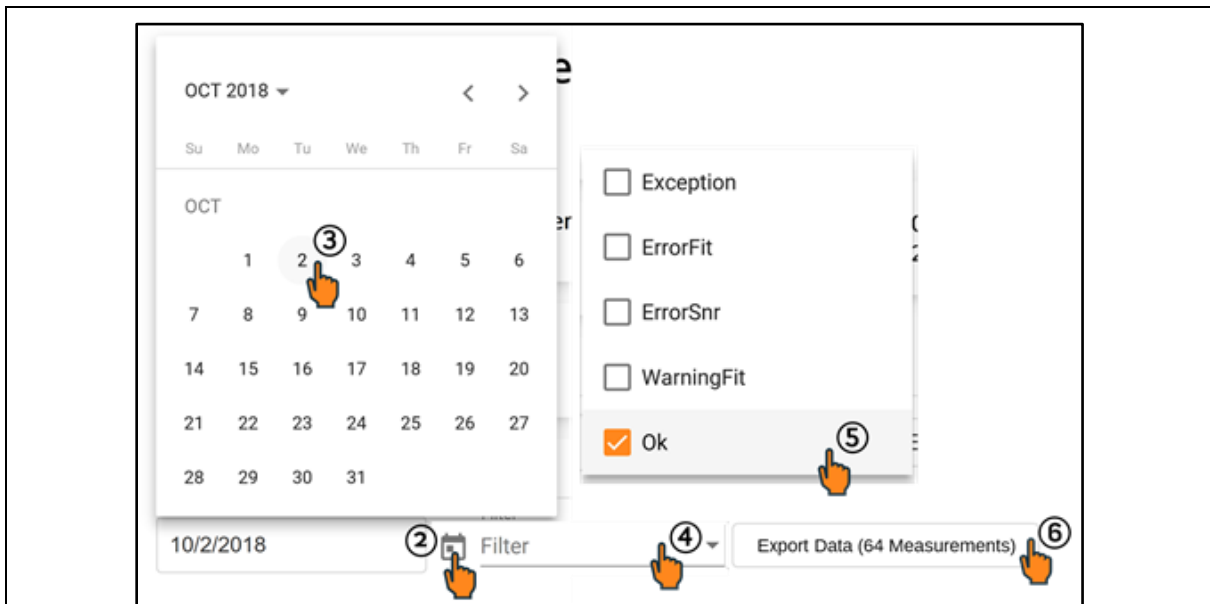 OCT 2018
Su Mo Tu We Th Fr Sa
OCT
③
1 2 3 4 5 6
7 8 9 10 11 12 13
14 15 16 17 18 19 20
21 22 23 24 25 26 27
28 29 30 31
e
er
Exception
ErrorFit
ErrorSnr
WarningFit
Ok
⑤
10/2/2018
②
Filter
④
Export Data (64 Measurements)
⑥